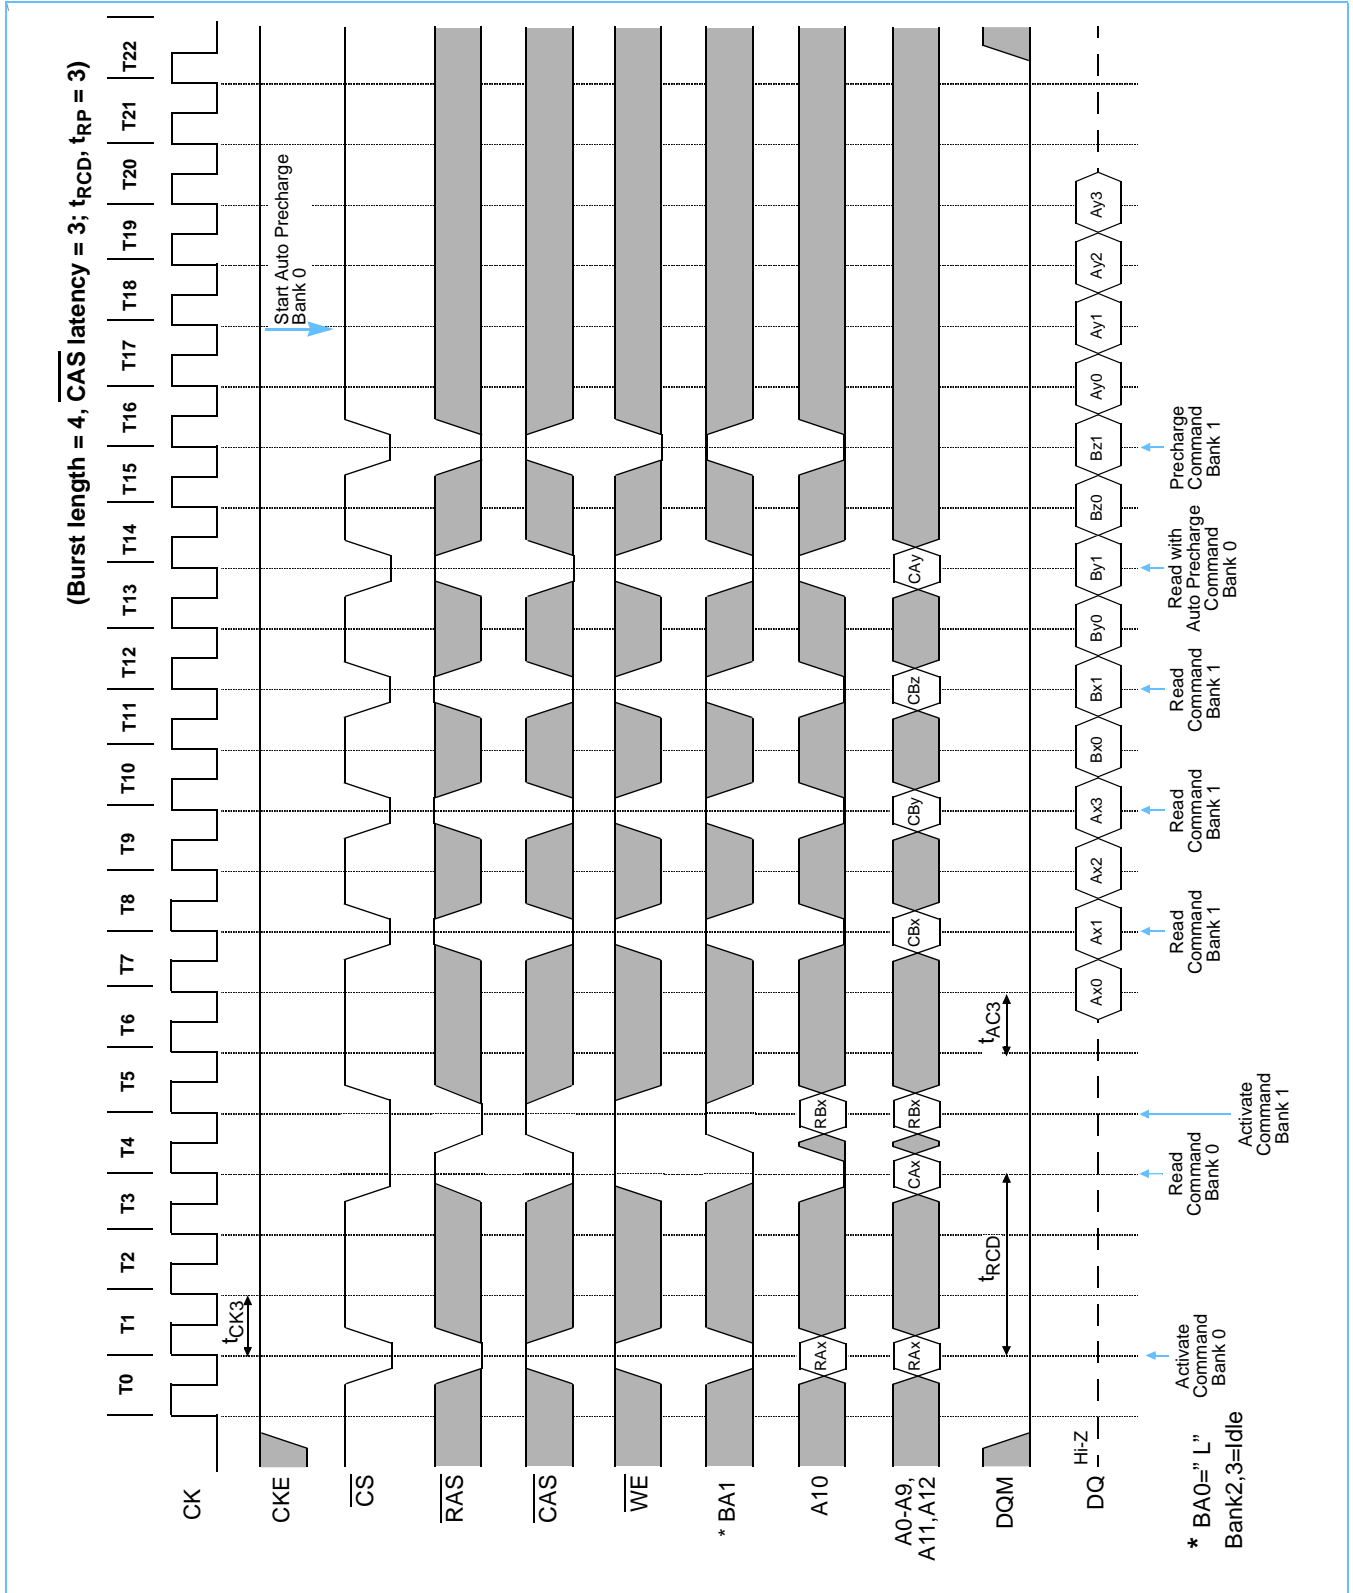 (Burst length = 4, CAS latency = 3; tRCD, tRP = 3)
T0 T1 T2 T3 T4 T5 T6 T7 T8 T9 T10 T11 T12 T13 T14 T15 T16 T17 T18 T19 T20 T21 T22
CK
tCK3
CKE
Start Auto Precharge
Bank 0
CS
RAS
CAS
WE
* BA1
A10
RAx RBx
A0-A9,
A11,A12
RAx CAx RBx CBx CBy CBz CAy
DQM
tRCD
tAC3
DQ
Hi-Z
Ax0 Ax1 Ax2 Ax3 Bx0 Bx1 By0 By1 Bz0 Bz1 Ay0 Ay1 Ay2 Ay3
Activate
Command
Bank 0
Read
Command
Bank 0
Activate
Command
Bank 1
Read
Command
Bank 1
Read
Command
Bank 1
Read
Command
Bank 1
Read with
Auto Precharge
Command
Bank 0
Precharge
Command
Bank 1
* BA0=” L”
Bank2,3=Idle